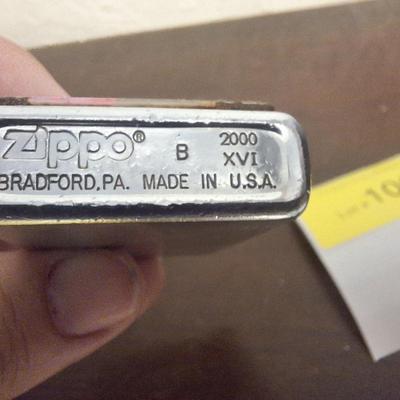 Zippo® B 2000 XVI
BRADFORD,PA. MADE IN U.S.A.